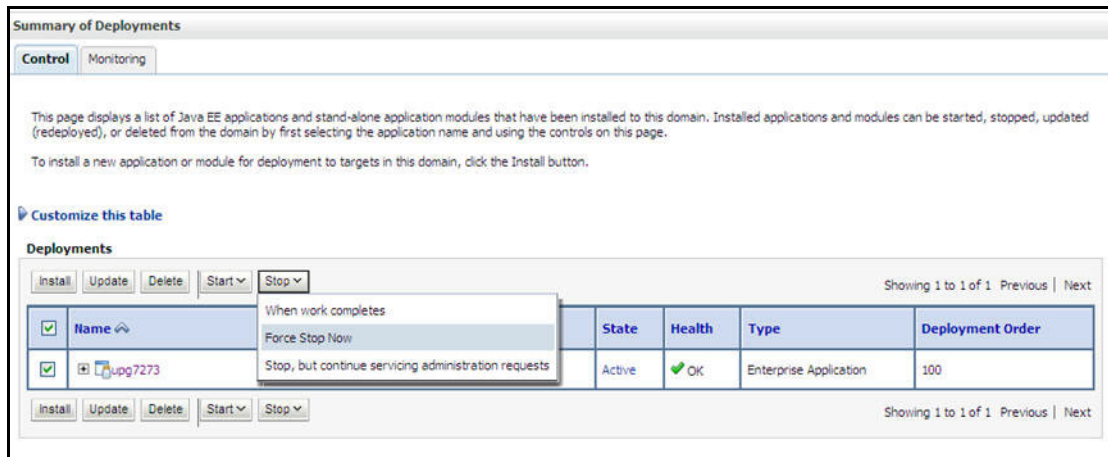 Summary of Deployments
Control Monitoring
This page displays a list of Java EE applications and stand-alone application modules that have been installed to this domain. Installed applications and modules can be started, stopped, updated
(redeployed), or deleted from the domain by first selecting the application name and using the controls on this page.
To install a new application or module for deployment to targets in this domain, click the Install button.
Customize this table
Deployments
Install Update Delete Start Stop Showing 1 to 1 of 1 Previous | Next
When work completes
Force Stop Now
Stop, but continue servicing administration requests
Name State Health Type Deployment Order
upg7273 Active OK Enterprise Application 100
Install Update Delete Start Stop Showing 1 to 1 of 1 Previous | Next